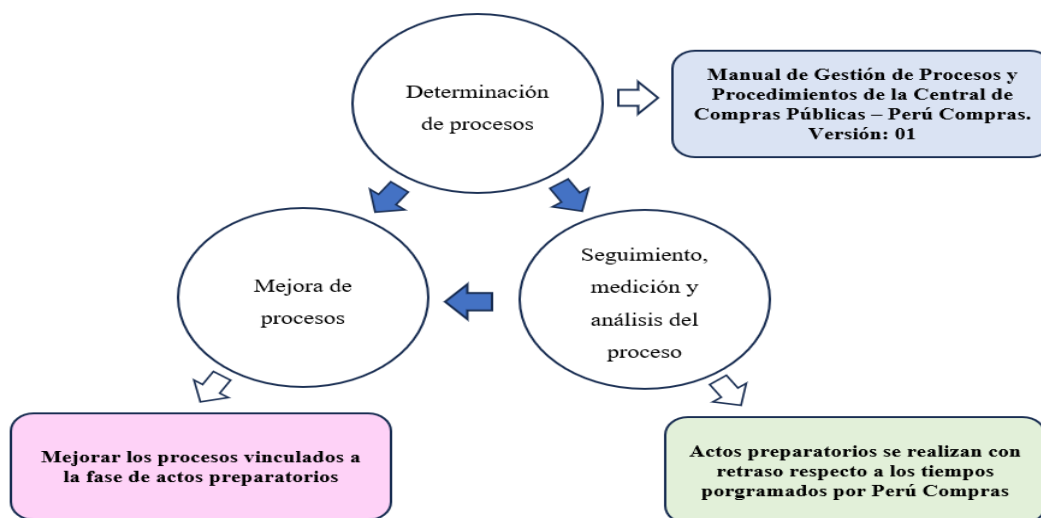 Determinación
de procesos
Manual de Gestión de Procesos y
Procedimientos de la Central de
Compras Públicas – Perú Compras.
Versión: 01
Mejora de
procesos
Seguimiento,
medición y
análisis del
proceso
Mejorar los procesos vinculados a
la fase de actos preparatorios
Actos preparatorios se realizan con
retraso respecto a los tiempos
porgramados por Perú Compras